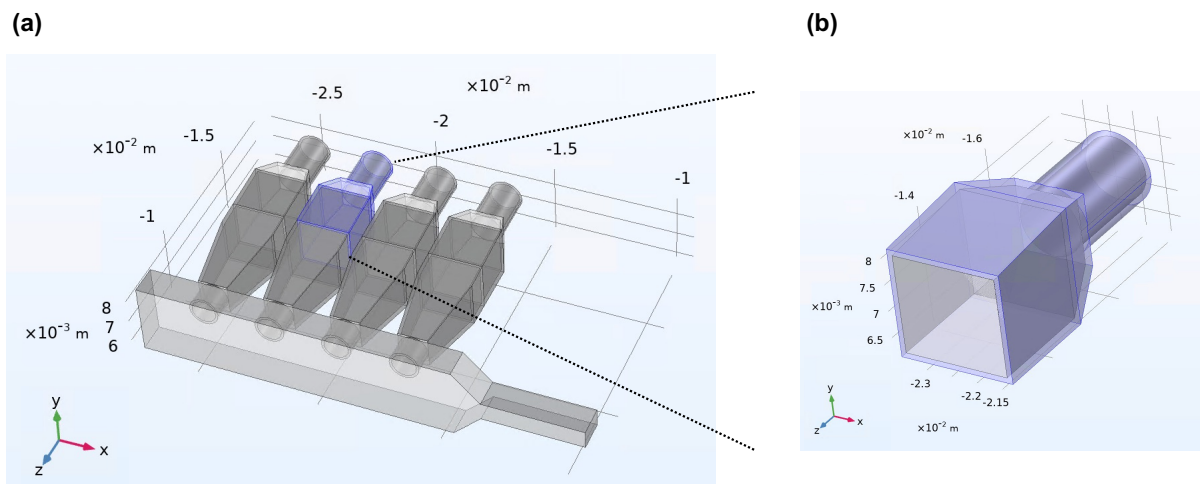 (a)
(b)
×10⁻² m
-2.5
-2
-1.5
-1.5
×10⁻² m
-1
-1
8
7
6
×10⁻³ m
y
x
z
×10⁻² m
-1.6
-1.4
8
7.5
7
6.5
×10⁻³ m
-2.3
-2.2
-2.15
×10⁻² m
y
x
z